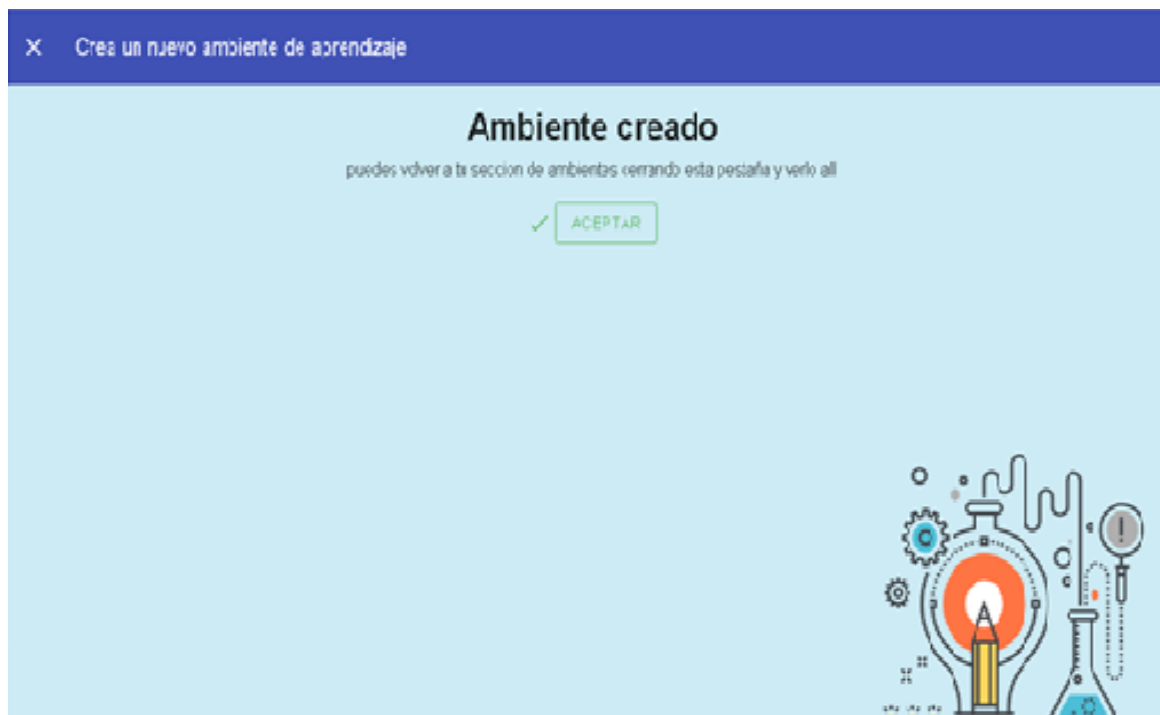 Crea un nuevo ambiente de aprendizaje
Ambiente creado
puedes volver a tu seccion de ambientes cerrando esta pestaña y verlo alli
ACEPTAR